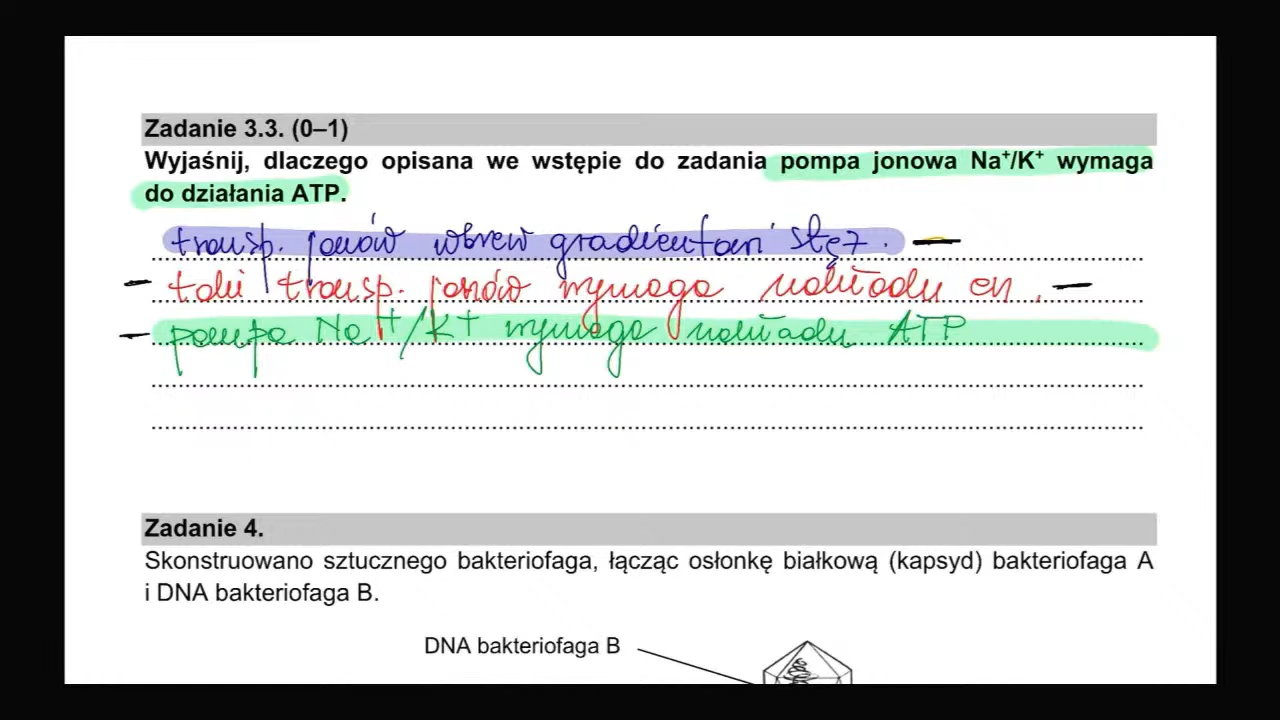 Zadanie 3.3. (0–1)
Wyjaśnij, dlaczego opisana we wstępie do zadania pompa jonowa Na⁺/K⁺ wymaga
do działania ATP.
transp. jonów wbrew gradientowi stęż.
taki transp. jonów wymaga nakładu en.
pompa Na⁺/K⁺ wymaga nakładu ATP
Zadanie 4.
Skonstruowano sztucznego bakteriofaga, łącząc osłonkę białkową (kapsyd) bakteriofaga A
i DNA bakteriofaga B.
DNA bakteriofaga B